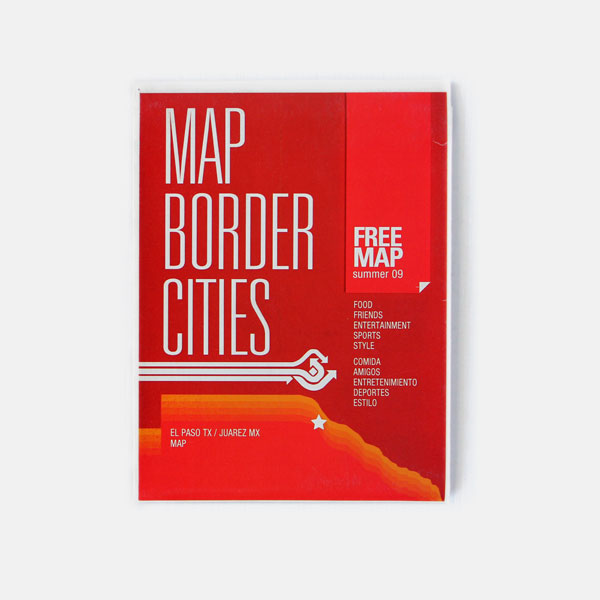 MAP
BORDER
CITIES
FREE
MAP
summer 09
FOOD
FRIENDS
ENTERTAINMENT
SPORTS
STYLE
COMIDA
AMIGOS
ENTRETENIMIENTO
DEPORTES
ESTILO
EL PASO TX / JUAREZ MX
MAP